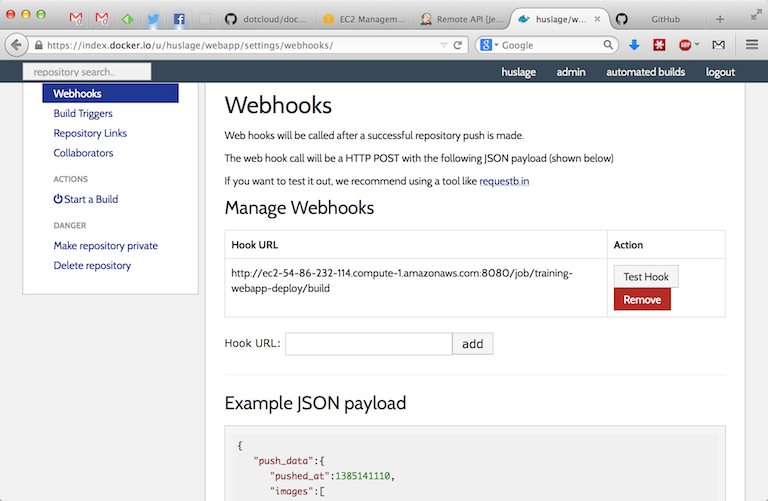 dotcloud/doc...
EC2 Managem...
Remote API [Je...
huslage/w...
GitHub
https://index.docker.io/u/huslage/webapp/settings/webhooks/
Google
ABP
repository search..
huslage
admin
automated builds
logout
Webhooks
Build Triggers
Repository Links
Collaborators
ACTIONS
Start a Build
DANGER
Make repository private
Delete repository
Webhooks
Web hooks will be called after a successful repository push is made.
The web hook call will be a HTTP POST with the following JSON payload (shown below)
If you want to test it out, we recommend using a tool like requestb.in
Manage Webhooks
Hook URL
Action
http://ec2-54-86-232-114.compute-1.amazonaws.com:8080/job/training-
webapp-deploy/build
Test Hook
Remove
Hook URL:
add
Example JSON payload
{
"push_data":{
"pushed_at":1385141110,
"images":[